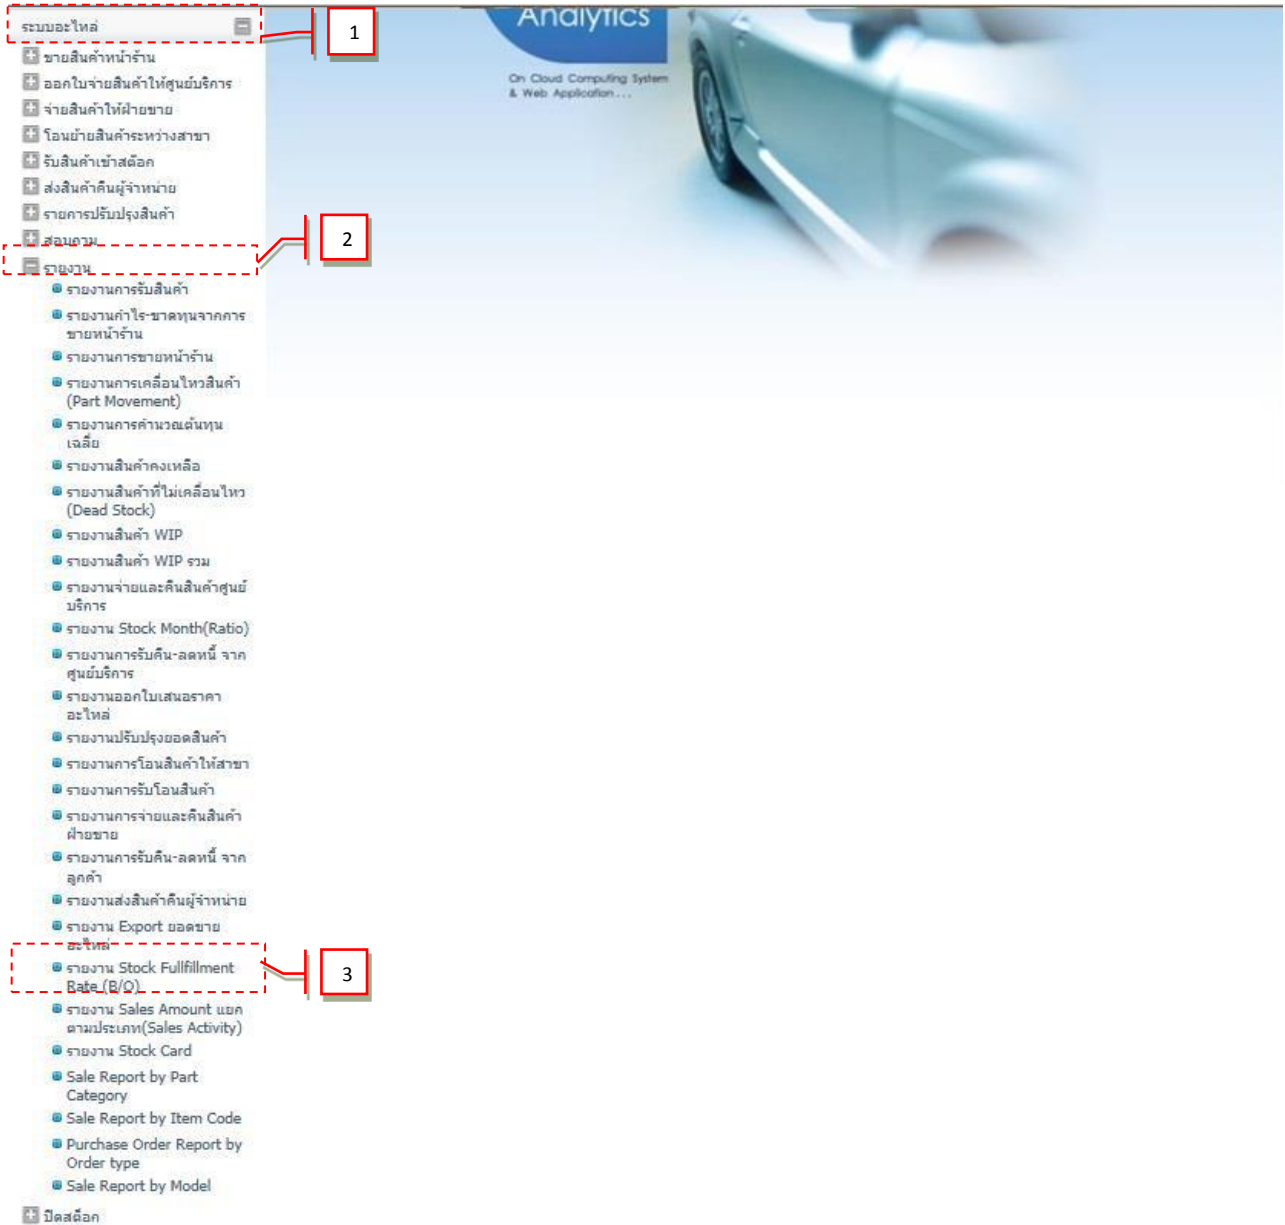 ระบบอะไหล่
1
Analytics
On Cloud Computing System
& Web Application...
ขายสินค้าหน้าร้าน
ออกใบจ่ายสินค้าให้ศูนย์บริการ
จ่ายสินค้าให้ฝ่ายขาย
โอนย้ายสินค้าระหว่างสาขา
รับสินค้าเข้าสต๊อค
ส่งสินค้าคืนผู้จำหน่าย
รายการปรับปรุงสินค้า
สอบถาม
2
รายงาน
รายงานการรับสินค้า
รายงานกำไร-ขาดทุนจากการ
ขายหน้าร้าน
รายงานการขายหน้าร้าน
รายงานการเคลื่อนไหวสินค้า
(Part Movement)
รายงานการคำนวณต้นทุน
เฉลี่ย
รายงานสินค้าคงเหลือ
รายงานสินค้าที่ไม่เคลื่อนไหว
(Dead Stock)
รายงานสินค้า WIP
รายงานสินค้า WIP รวม
รายงานจ่ายและคืนสินค้าศูนย์
บริการ
รายงาน Stock Month(Ratio)
รายงานการรับคืน-ลดหนี้ จาก
ศูนย์บริการ
รายงานออกใบเสนอราคา
อะไหล่
รายงานปรับปรุงยอดสินค้า
รายงานการโอนสินค้าให้สาขา
รายงานการรับโอนสินค้า
รายงานการจ่ายและคืนสินค้า
ฝ่ายขาย
รายงานการรับคืน-ลดหนี้ จาก
ลูกค้า
รายงานส่งสินค้าคืนผู้จำหน่าย
รายงาน Export ยอดขาย
อะไหล่
รายงาน Stock Fullfillment
Rate (B/O)
3
รายงาน Sales Amount แยก
ตามประเภท(Sales Activity)
รายงาน Stock Card
Sale Report by Part
Category
Sale Report by Item Code
Purchase Order Report by
Order type
Sale Report by Model
ปิดสต็อก